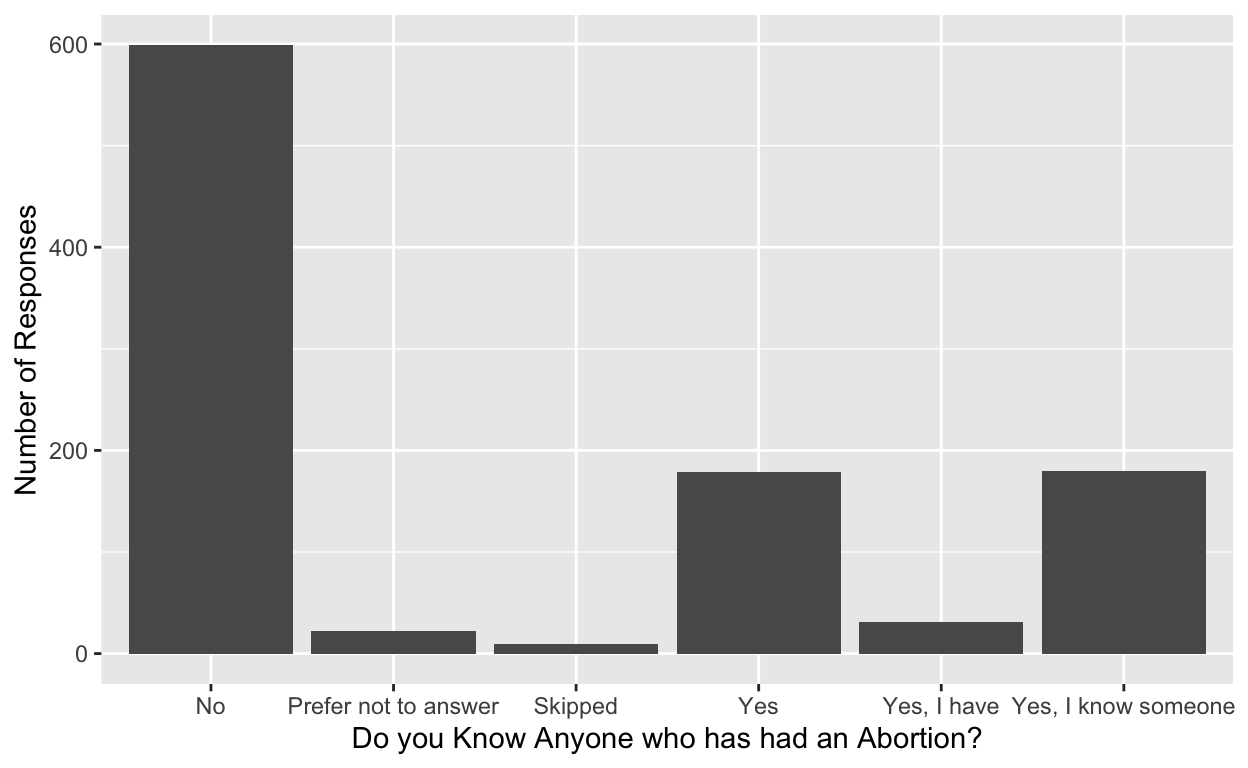 Number of Responses
600
400
200
0
No
Prefer not to answer
Skipped
Yes
Yes, I have
Yes, I know someone
Do you Know Anyone who has had an Abortion?